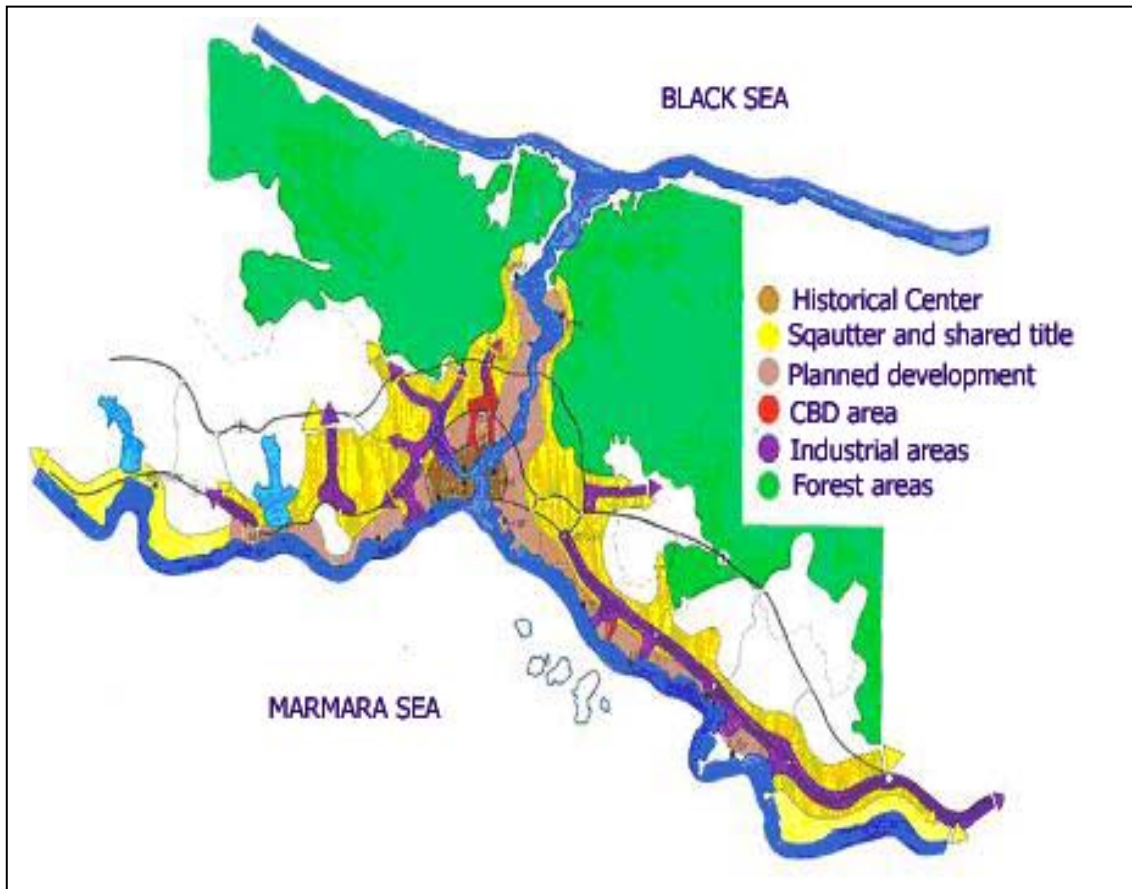 BLACK SEA
Historical Center
Sqautter and shared title
Planned development
CBD area
Industrial areas
Forest areas
MARMARA SEA